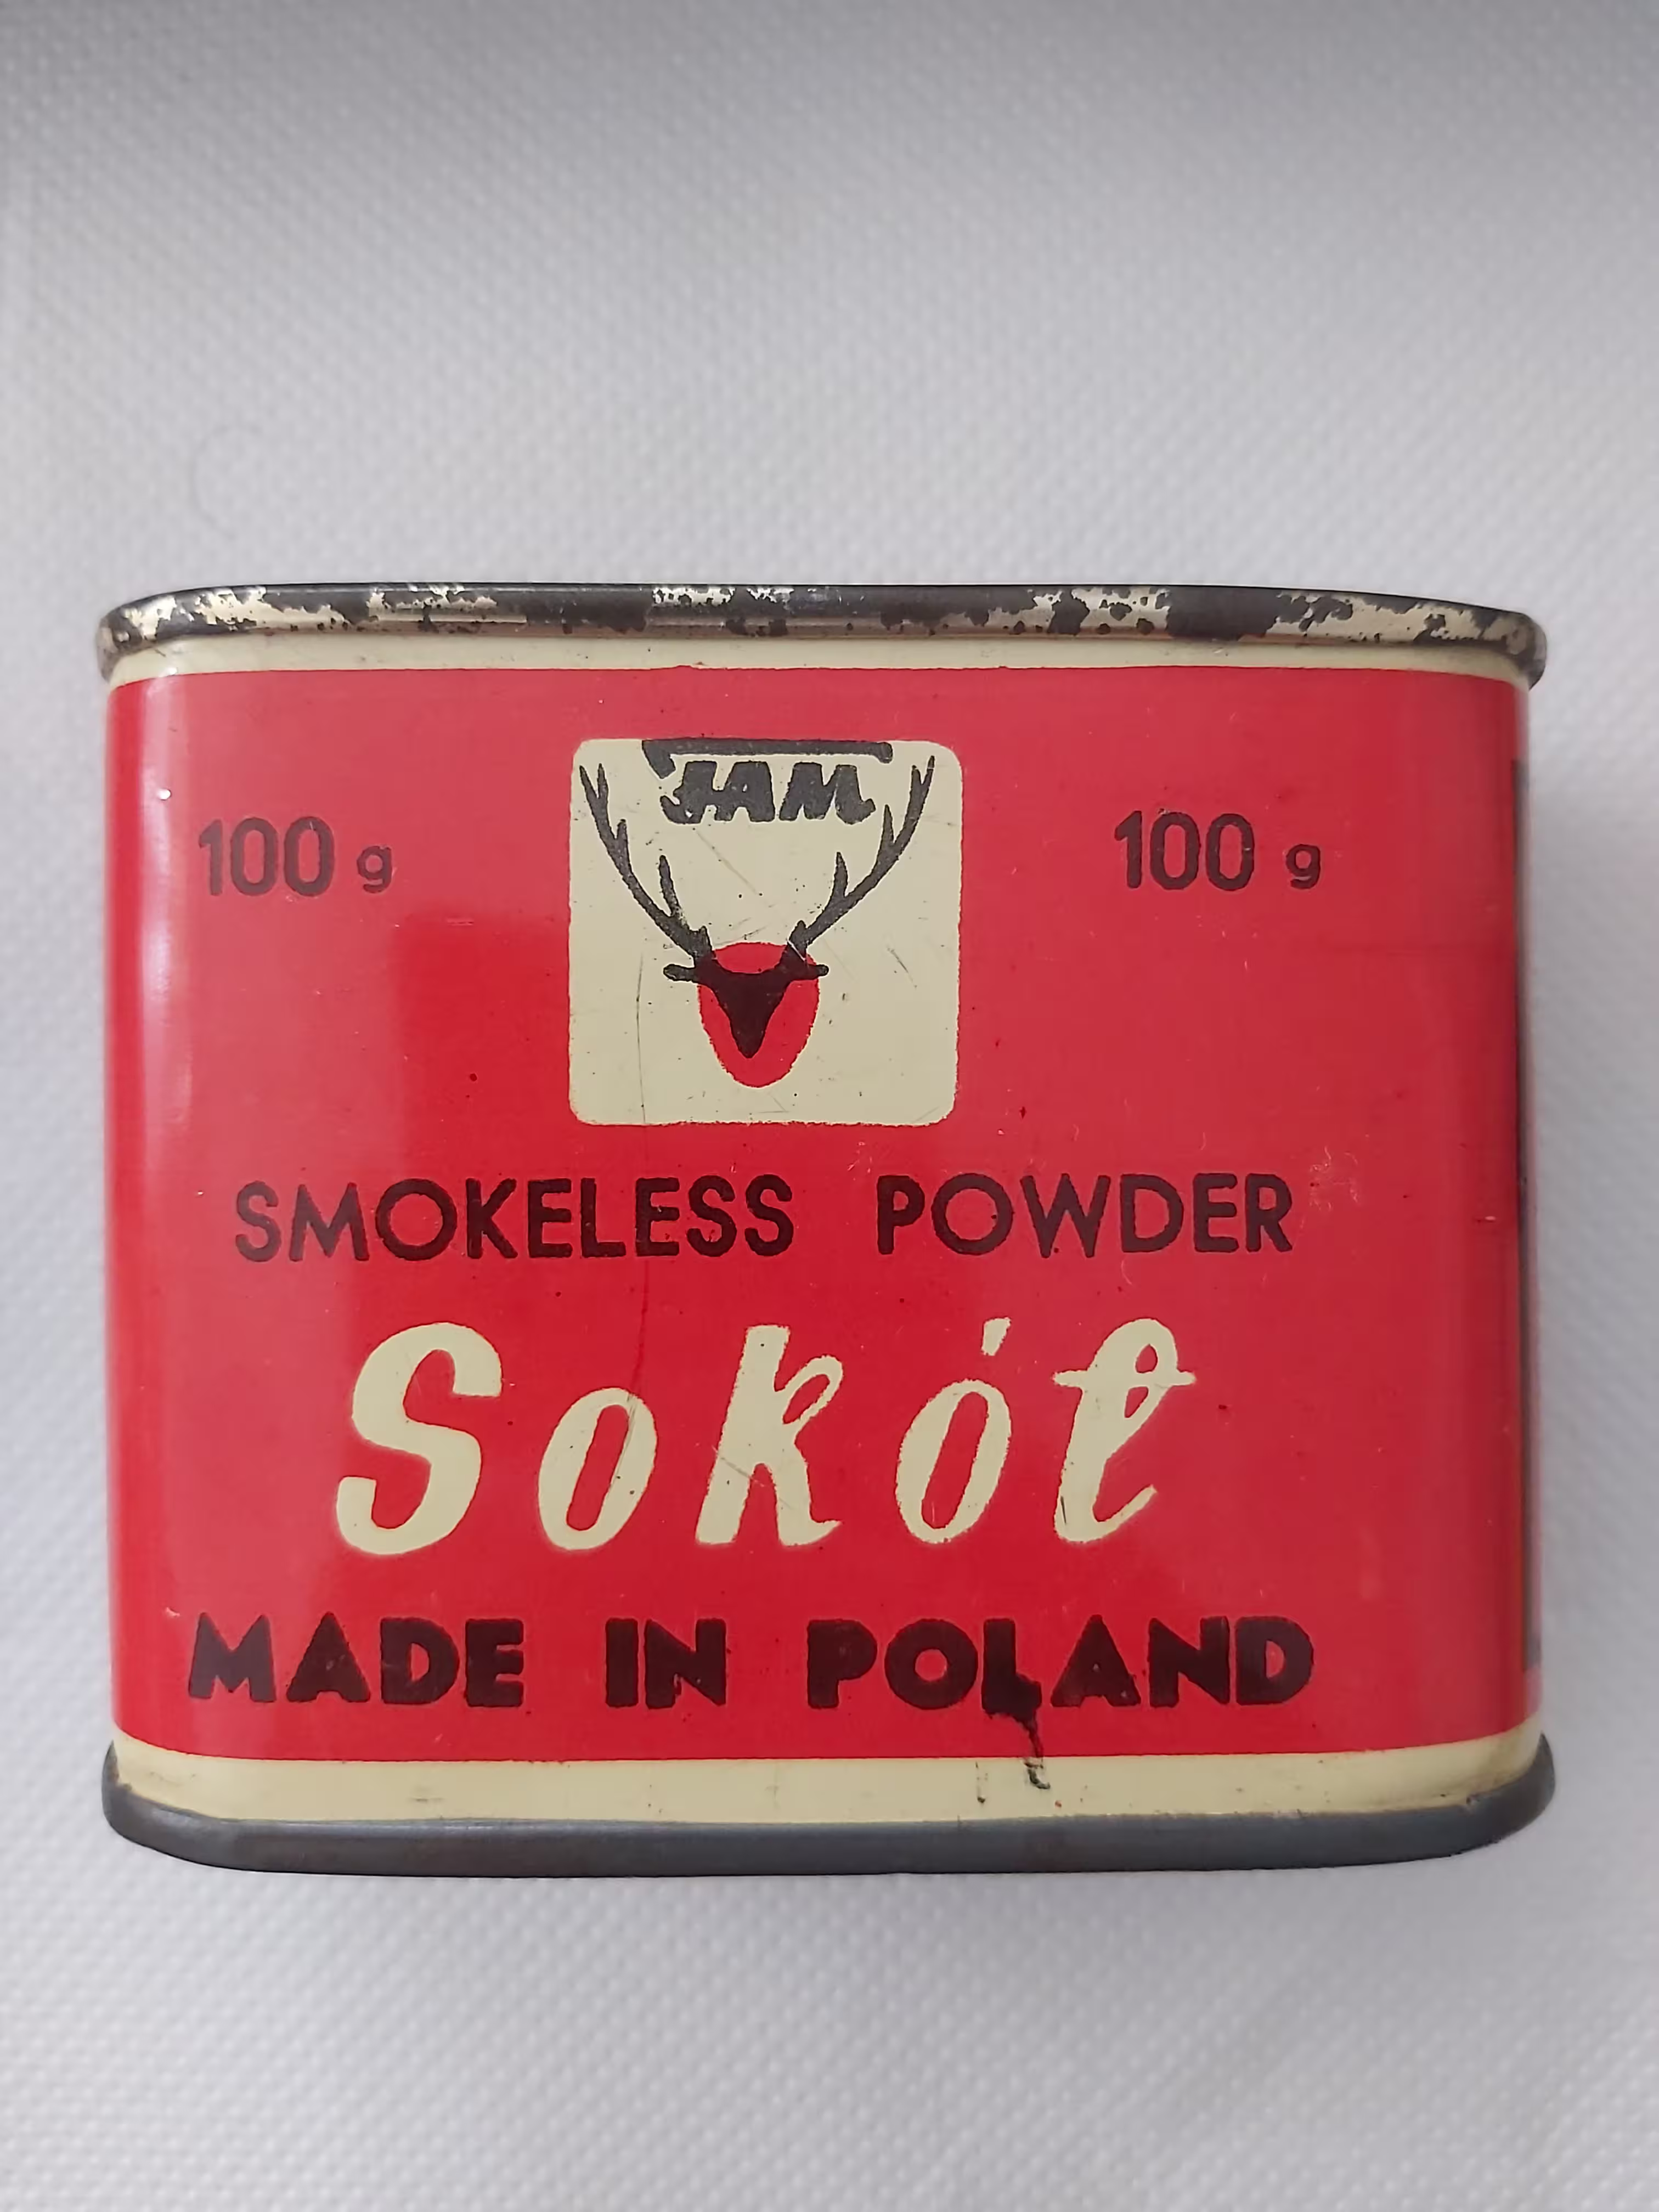 JAM
100 g 100 g
SMOKELESS POWDER
Sokół
MADE IN POLAND